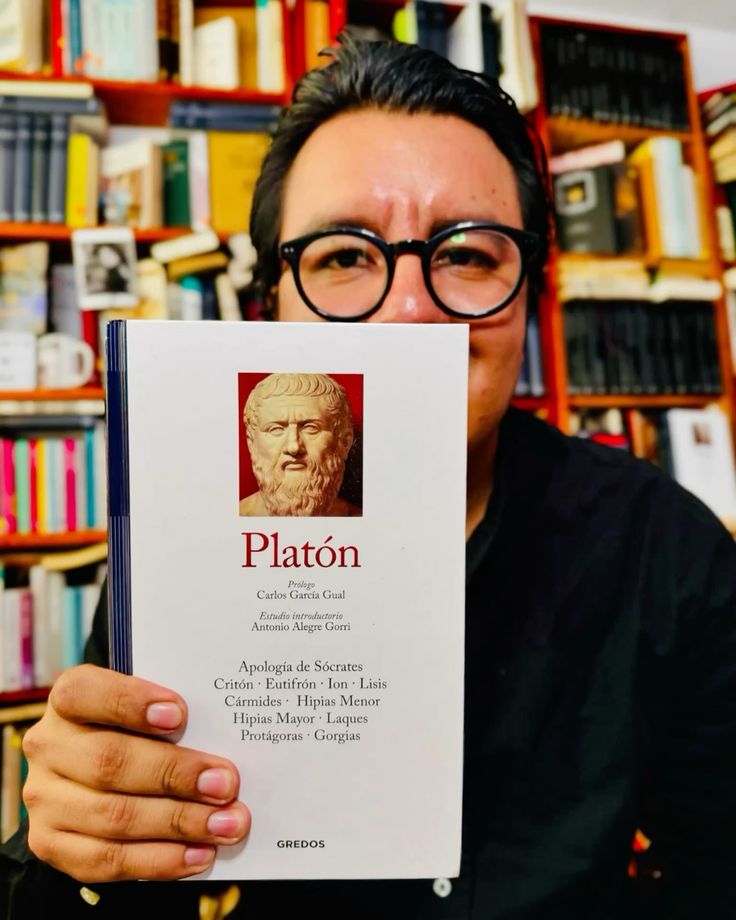 Platón
Prólogo
Carlos García Gual
Estudio introductorio
Antonio Alegre Gorri
Apología de Sócrates
Critón · Eutifrón · Ion · Lisis
Cármides · Hipias Menor
Hipias Mayor · Laques
Protágoras · Gorgias
GREDOS